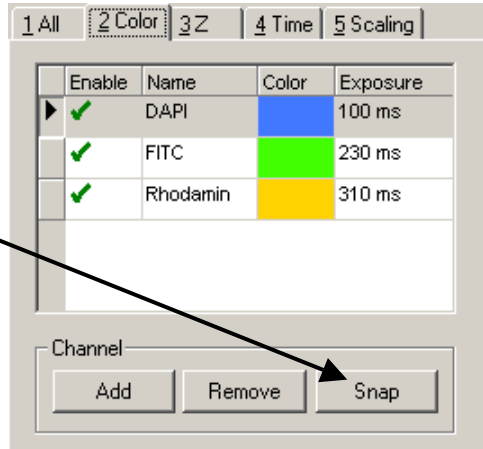 1 All 2 Color 3 Z 4 Time 5 Scaling
Enable Name Color Exposure
DAPI 100 ms
FITC 230 ms
Rhodamin 310 ms
Channel
Add Remove Snap